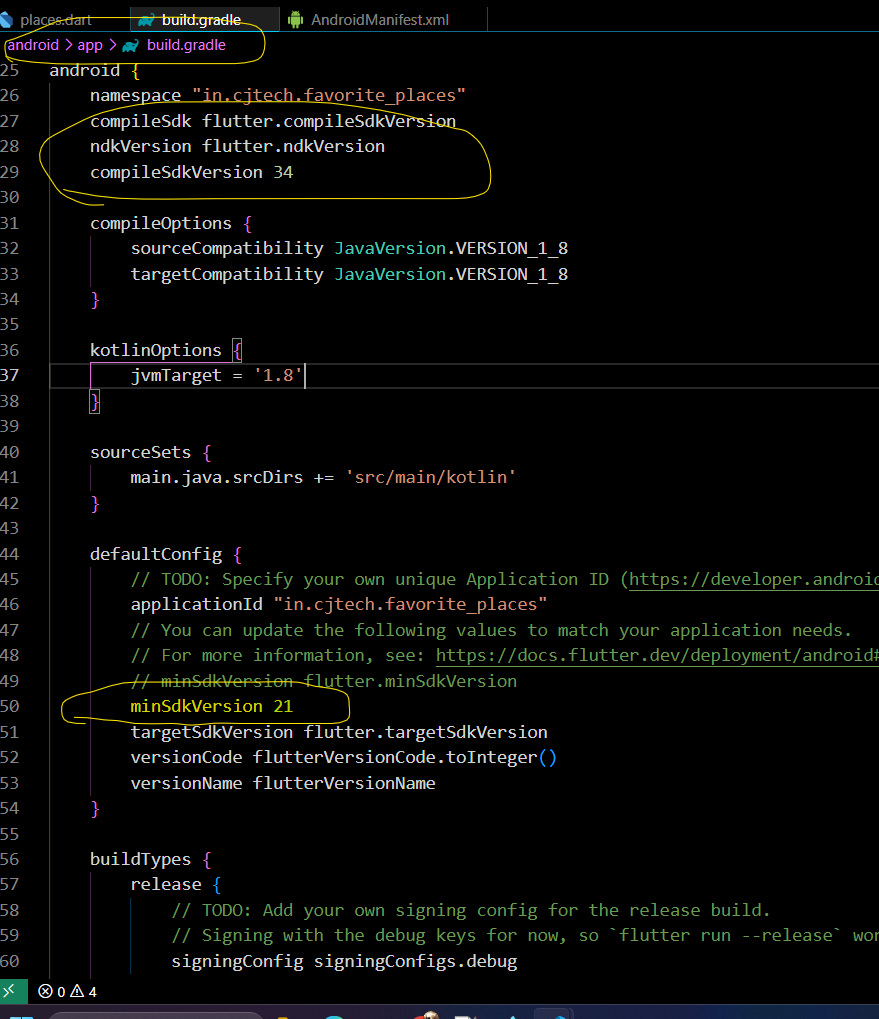 places.dart build.gradle AndroidManifest.xml
android > app > build.gradle
25 android {
26 namespace "in.cjtech.favorite_places"
27 compileSdk flutter.compileSdkVersion
28 ndkVersion flutter.ndkVersion
29 compileSdkVersion 34
30
31 compileOptions {
32 sourceCompatibility JavaVersion.VERSION_1_8
33 targetCompatibility JavaVersion.VERSION_1_8
34 }
35
36 kotlinOptions {
37 jvmTarget = '1.8'
38 }
39
40 sourceSets {
41 main.java.srcDirs += 'src/main/kotlin'
42 }
43
44 defaultConfig {
45 // TODO: Specify your own unique Application ID (https://developer.android
46 applicationId "in.cjtech.favorite_places"
47 // You can update the following values to match your application needs.
48 // For more information, see: https://docs.flutter.dev/deployment/android#
49 // minSdkVersion flutter.minSdkVersion
50 minSdkVersion 21
51 targetSdkVersion flutter.targetSdkVersion
52 versionCode flutterVersionCode.toInteger()
53 versionName flutterVersionName
54 }
55
56 buildTypes {
57 release {
58 // TODO: Add your own signing config for the release build.
59 // Signing with the debug keys for now, so `flutter run --release` wor
60 signingConfig signingConfigs.debug
0 4